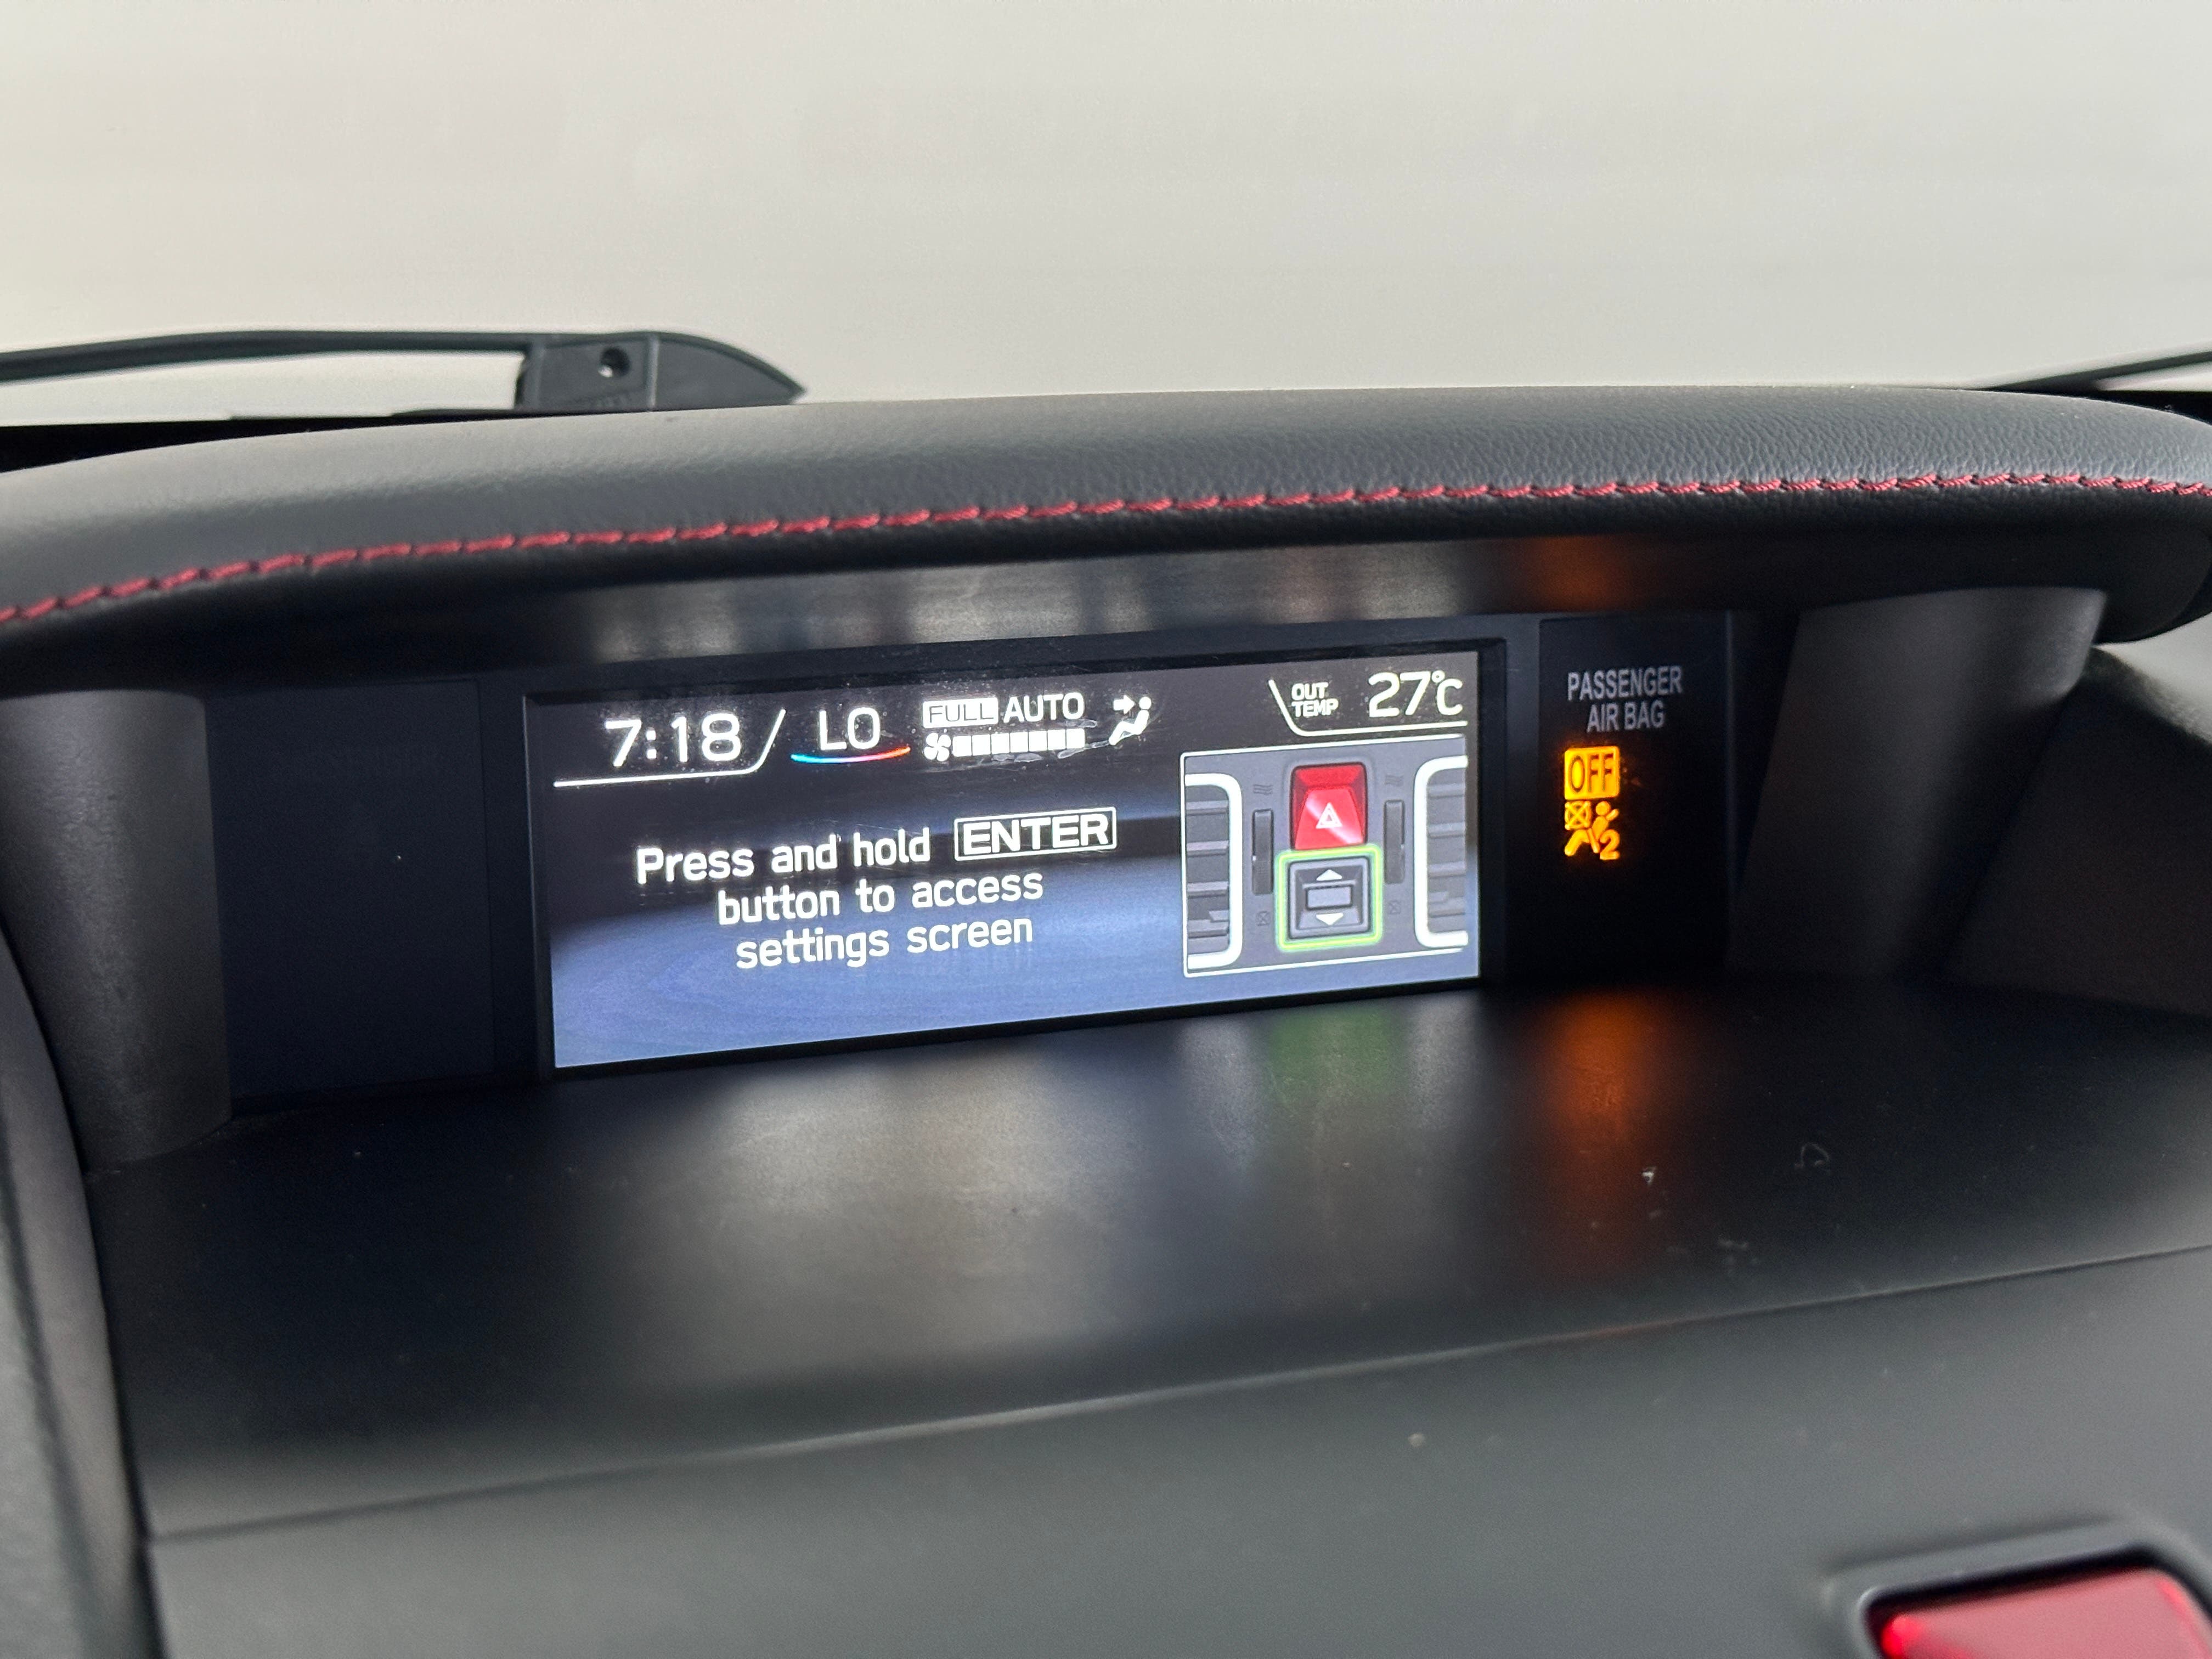 7:18 LO FULL AUTO
OUT TEMP 27°C
Press and hold ENTER
button to access
settings screen
PASSENGER
AIR BAG
OFF
2